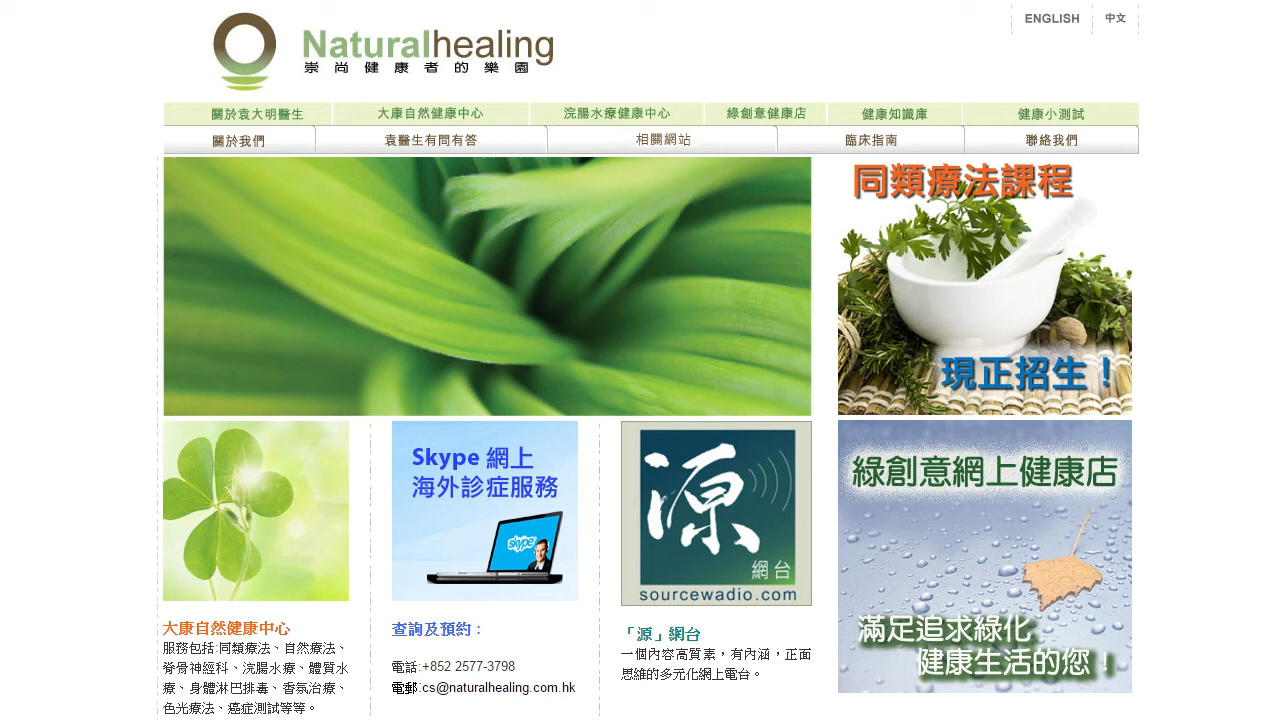 ENGLISH 中文
Naturalhealing
崇尚健康者的樂園
關於袁大明醫生 大康自然健康中心 浣腸水療健康中心 綠創意健康店 健康知識庫 健康小測試
關於我們 袁醫生有問有答 相關網站 臨床指南 聯絡我們
同類療法課程
現正招生！
Skype 網上
海外診症服務
skype
源
網台
sourcewadio.com
綠創意網上健康店
滿足追求綠化
健康生活的您！
大康自然健康中心
服務包括:同類療法、自然療法、
脊骨神經科、浣腸水療、體質水
療、身體淋巴排毒、香氛治療、
色光療法、癌症測試等等。
查詢及預約：
電話:+852 2577-3798
電郵:cs@naturalhealing.com.hk
「源」網台
一個內容高質素，有內涵，正面
思維的多元化網上電台。